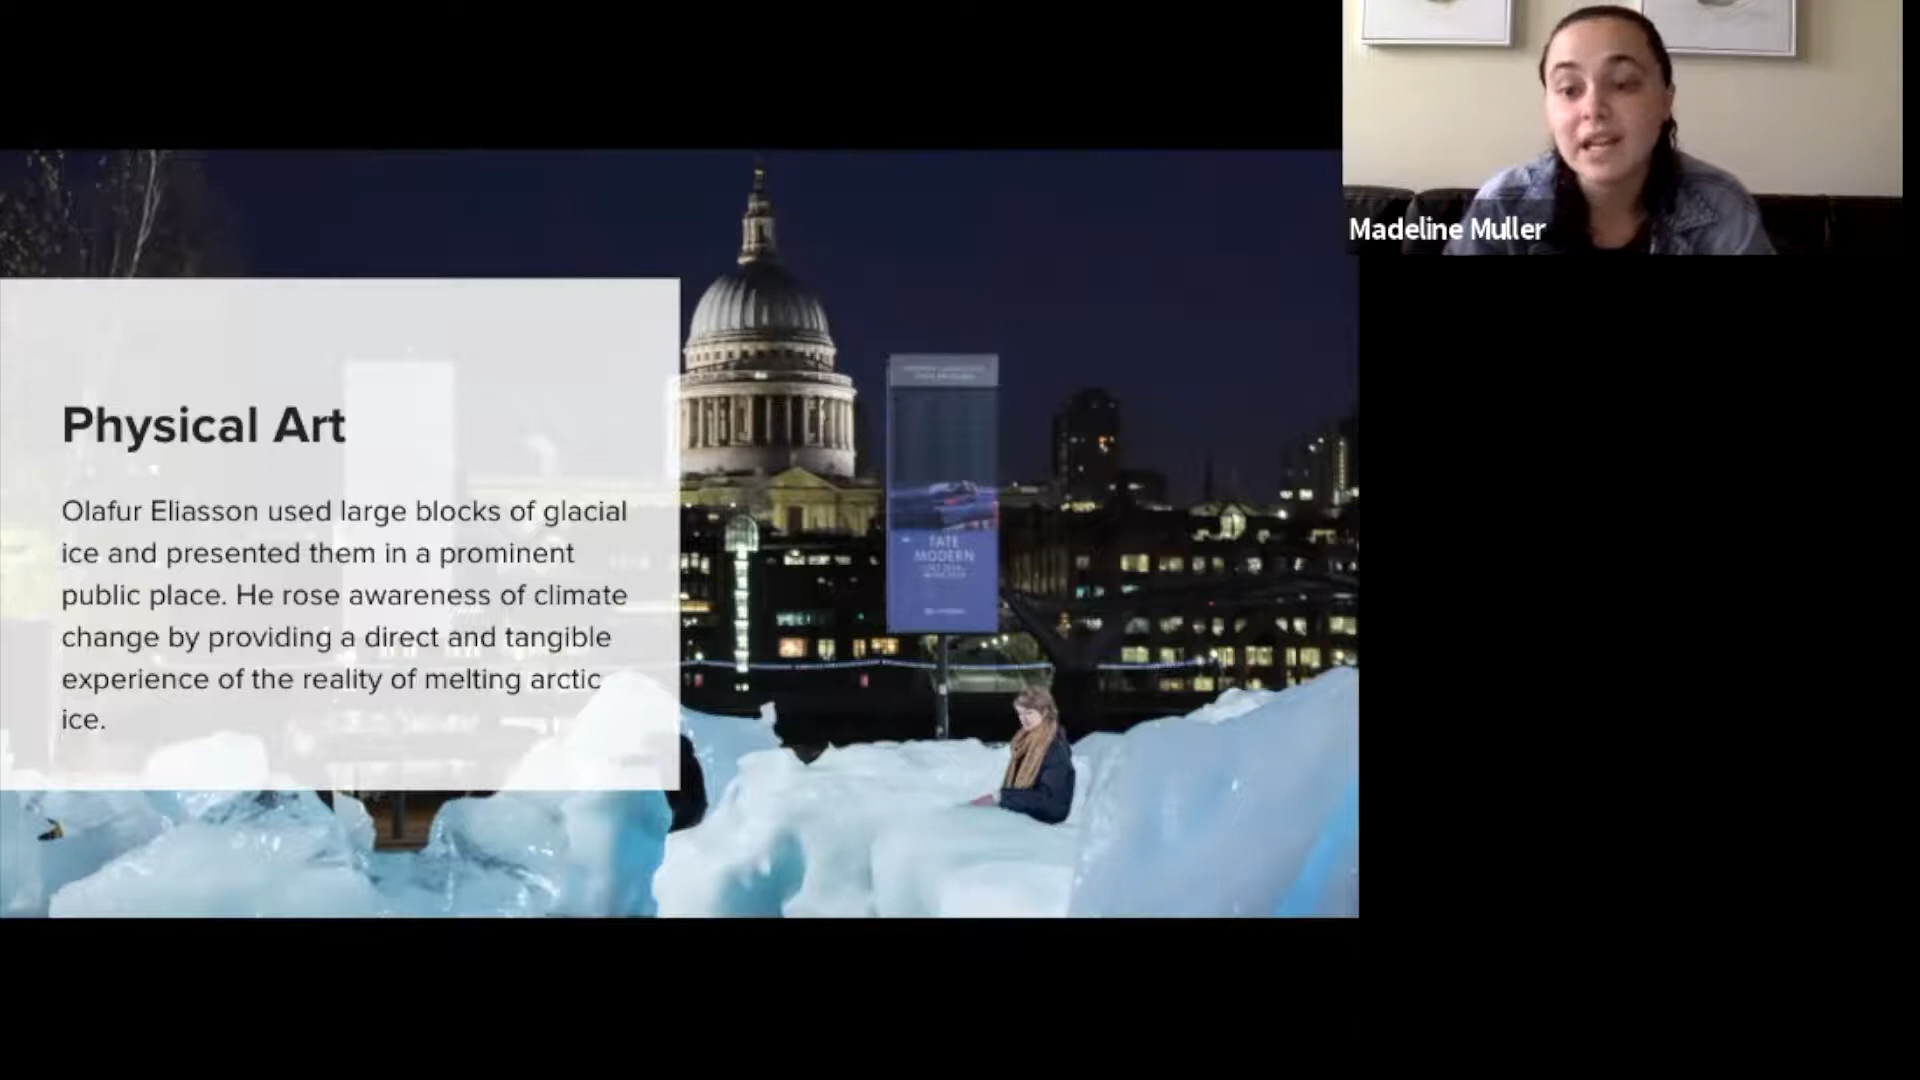 Madeline Muller
Physical Art
Olafur Eliasson used large blocks of glacial
ice and presented them in a prominent
public place. He rose awareness of climate
change by providing a direct and tangible
experience of the reality of melting arctic
ice.
TATE
MODERN